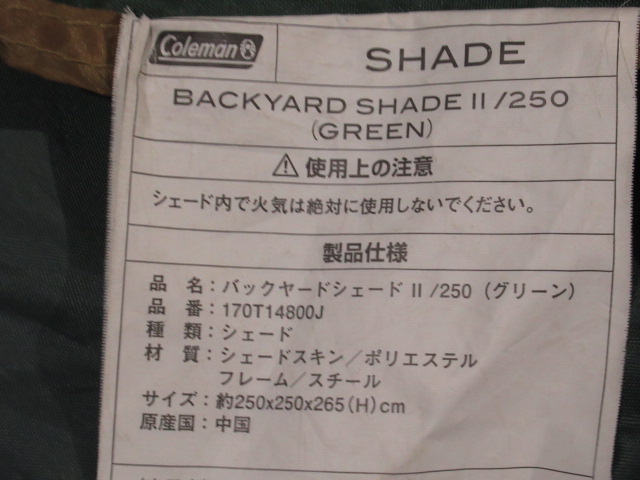 Coleman
SHADE
BACKYARD SHADE II/250
(GREEN)
使用上の注意
シェード内で火気は絶対に使用しないでください。
製品仕様
品 名：バックヤードシェード II/250（グリーン）
品 番：170T14800J
種 類：シェード
材 質：シェードスキン／ポリエステル
フレーム／スチール
サイズ：約250x250x265(H)cm
原産国：中国